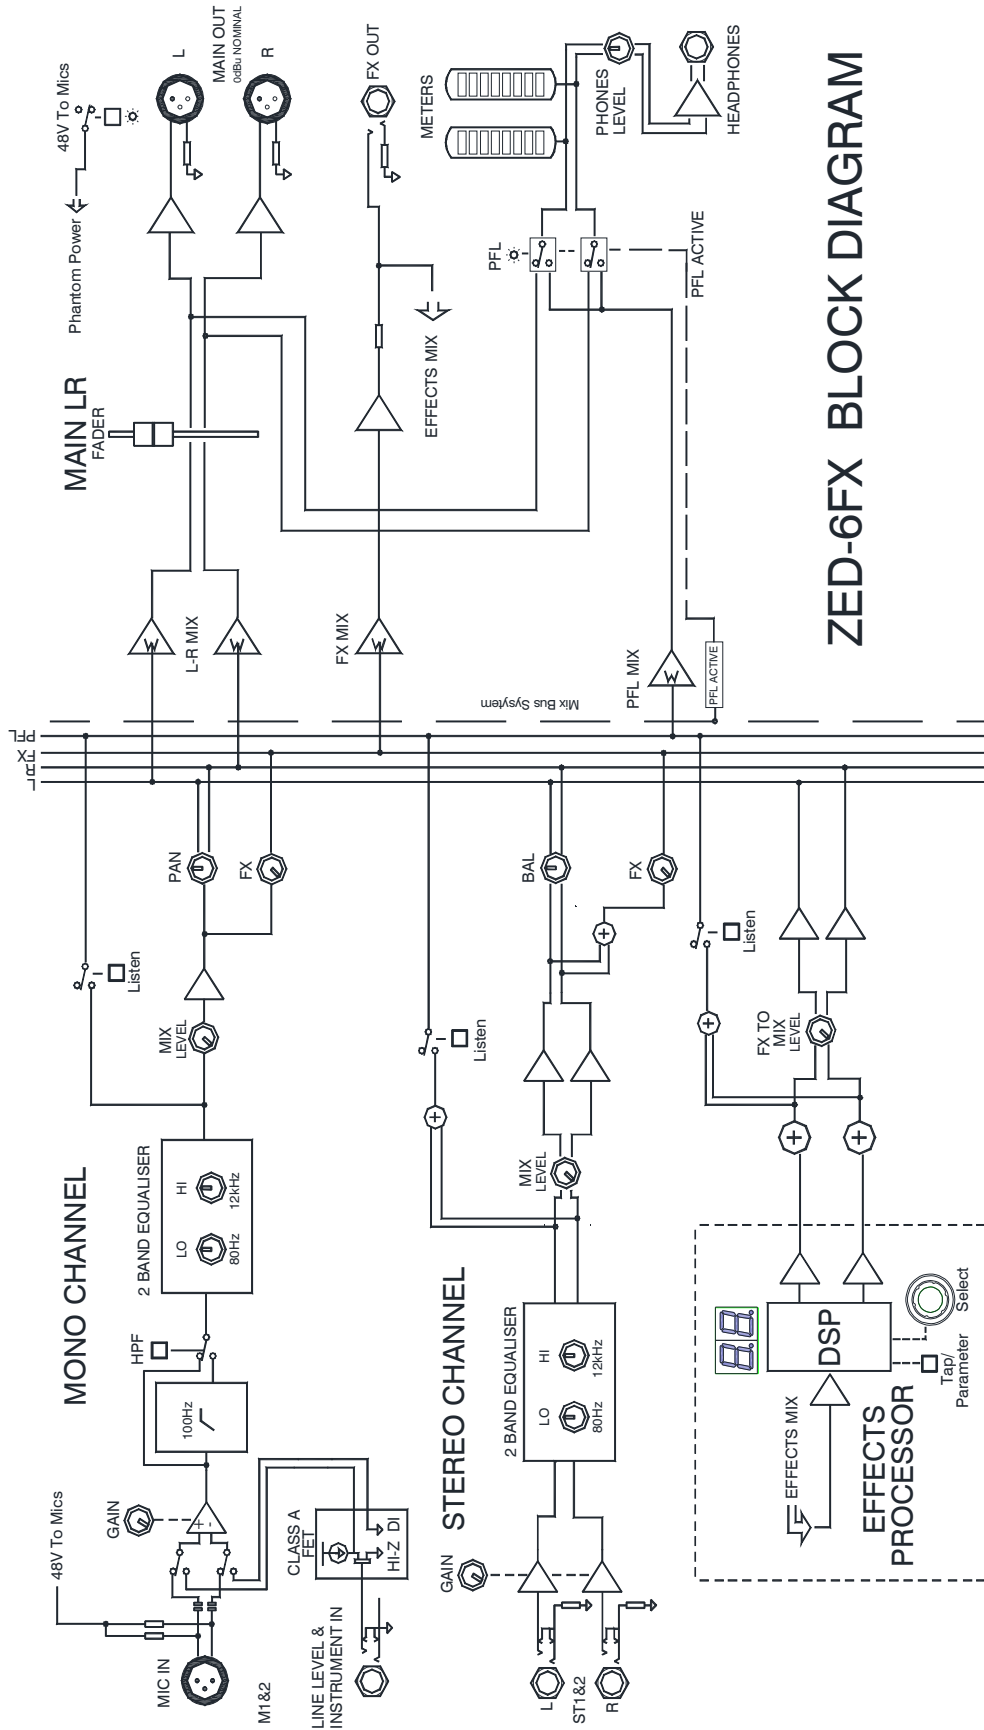 48V To Mics
Phantom Power
L
MAIN OUT
0dBu NOMINAL
R
FX OUT
METERS
PHONES
LEVEL
HEADPHONES
MAIN LR
FADER
EFFECTS MIX
PFL
PFL ACTIVE
L-R MIX
FX MIX
PFL MIX
PFL ACTIVE
Mix Bus Sysytem
ZED-6FX BLOCK DIAGRAM
PFL
FX
R
L
PAN
FX
Listen
MIX
LEVEL
MONO CHANNEL
2 BAND EQUALISER
HI
12kHz
LO
80Hz
HPF
100Hz
GAIN
48V To Mics
MIC IN
M1&2
CLASS A
FET
HI-Z DI
LINE LEVEL &
INSTRUMENT IN
BAL
FX
Listen
MIX
LEVEL
STEREO CHANNEL
2 BAND EQUALISER
HI
12kHz
LO
80Hz
GAIN
L
ST1&2
R
Listen
FX TO
MIX
LEVEL
DSP
Select
Tap/
Parameter
EFFECTS MIX
EFFECTS
PROCESSOR